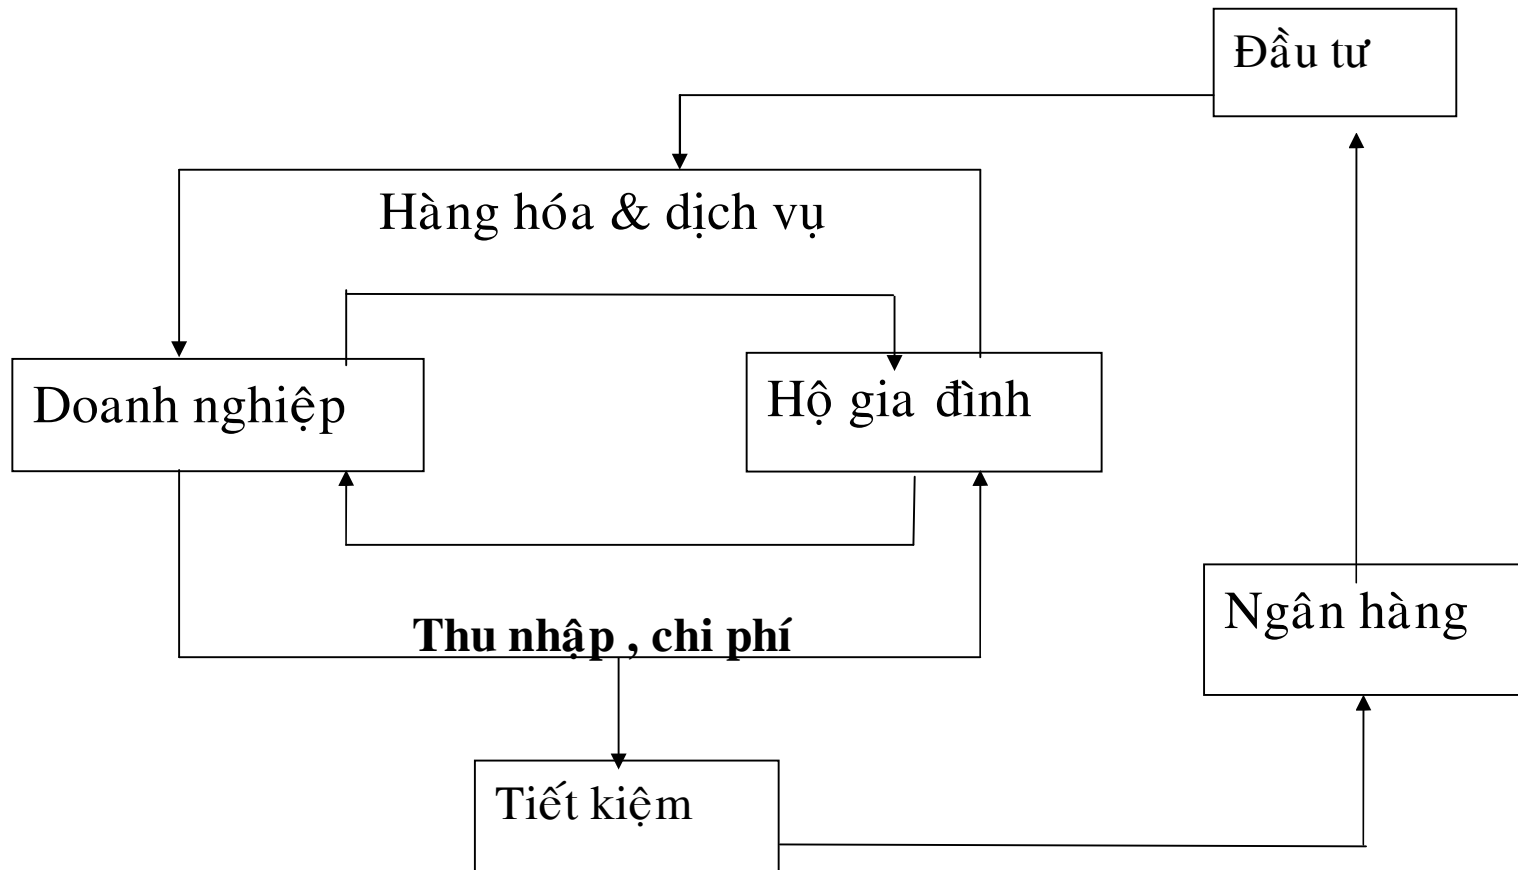 Đầu tư
Hàng hóa & dịch vụ
Doanh nghiệp
Hộ gia đình
Ngân hàng
Thu nhập , chi phí
Tiết kiệm